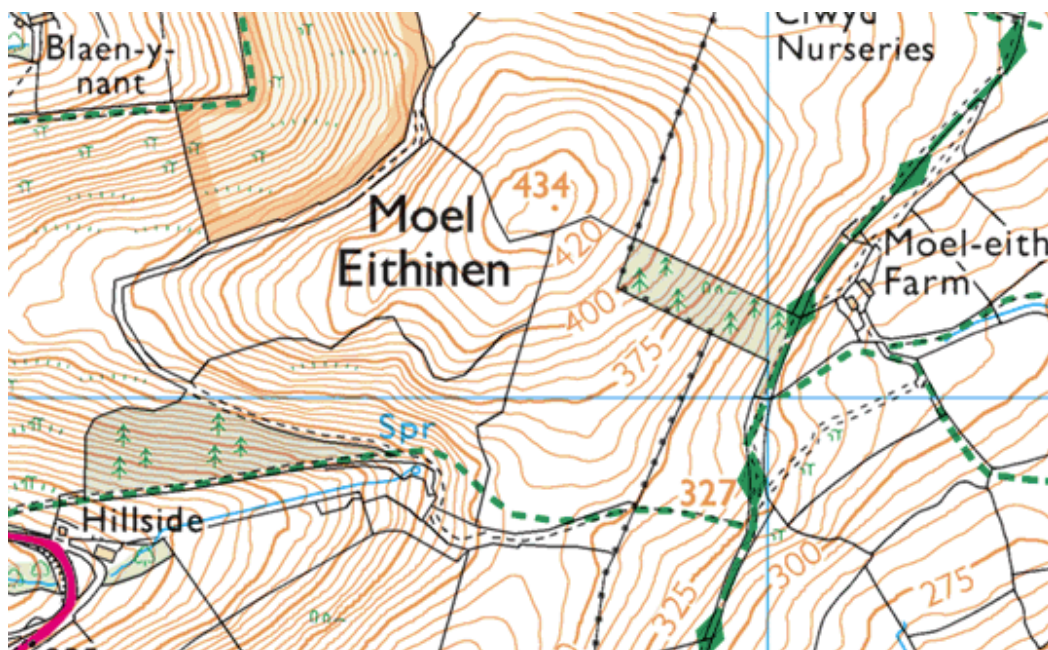 Clwyd
Nurseries
Blaen-y-
nant
434
Moel
Eithinen
420
Moel-eith
Farm
400
375
Spr
327
Hillside
300
275
325